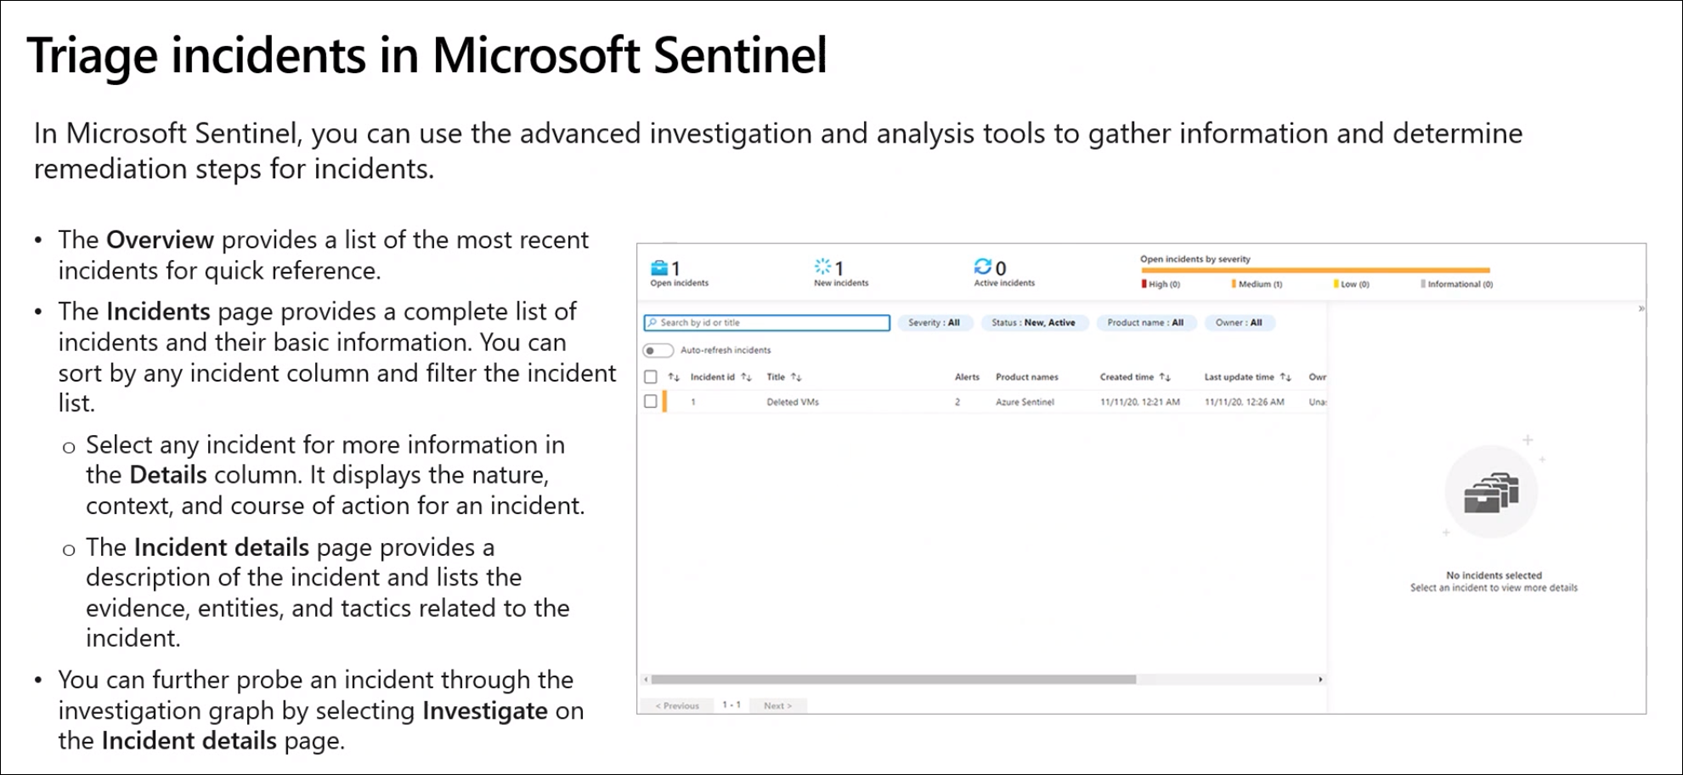 Triage incidents in Microsoft Sentinel
In Microsoft Sentinel, you can use the advanced investigation and analysis tools to gather information and determine
remediation steps for incidents.
• The Overview provides a list of the most recent
incidents for quick reference.
• The Incidents page provides a complete list of
incidents and their basic information. You can
sort by any incident column and filter the incident
list.
o Select any incident for more information in
the Details column. It displays the nature,
context, and course of action for an incident.
o The Incident details page provides a
description of the incident and lists the
evidence, entities, and tactics related to the
incident.
• You can further probe an incident through the
investigation graph by selecting Investigate on
the Incident details page.
1 Open incidents
1 New incidents
0 Active incidents
Open incidents by severity
High (0) Medium (1) Low (0) Informational (0)
Search by id or title
Severity : All Status : New, Active Product name : All Owner : All
Auto-refresh incidents
Incident id Title Alerts Product names Created time Last update time Owr
1 Deleted VMs 2 Azure Sentinel 11/11/20, 12:21 AM 11/11/20, 12:26 AM Una
No incidents selected
Select an incident to view more details
< Previous 1 - 1 Next >